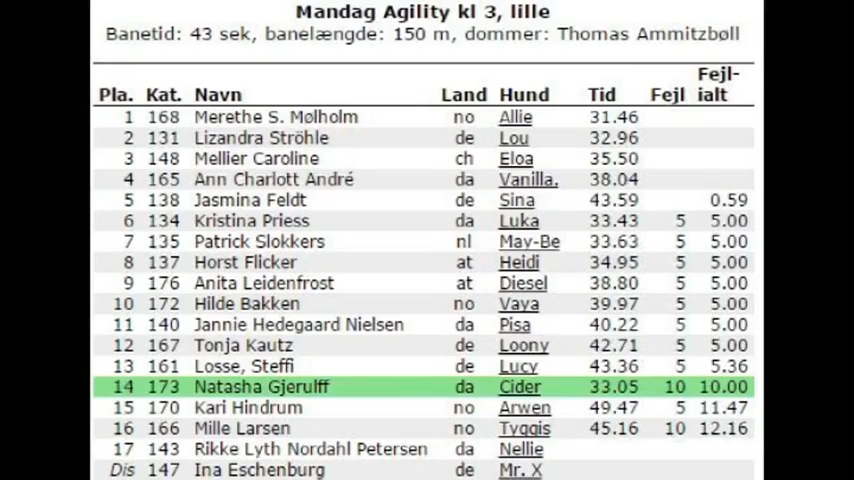 Mandag Agility kl 3, lille
Banetid: 43 sek, banelængde: 150 m, dommer: Thomas Ammitzbøll
Pla. Kat. Navn Land Hund Tid Fejl Fejl-ialt
1 168 Merethe S. Mølholm no Allie 31.46
2 131 Lizandra Ströhle de Lou 32.96
3 148 Mellier Caroline ch Eloa 35.50
4 165 Ann Charlott André da Vanilla. 38.04
5 138 Jasmina Feldt de Sina 43.59 0.59
6 134 Kristina Priess da Luka 33.43 5 5.00
7 135 Patrick Slokkers nl May-Be 33.63 5 5.00
8 137 Horst Flicker at Heidi 34.95 5 5.00
9 176 Anita Leidenfrost at Diesel 38.80 5 5.00
10 172 Hilde Bakken no Vaya 39.97 5 5.00
11 140 Jannie Hedegaard Nielsen da Pisa 40.22 5 5.00
12 167 Tonja Kautz de Loony 42.71 5 5.00
13 161 Losse, Steffi de Lucy 43.36 5 5.36
14 173 Natasha Gjerulff da Cider 33.05 10 10.00
15 170 Kari Hindrum no Arwen 49.47 5 11.47
16 166 Mille Larsen no Tyggis 45.16 10 12.16
17 143 Rikke Lyth Nordahl Petersen da Nellie
Dis 147 Ina Eschenburg de Mr. X